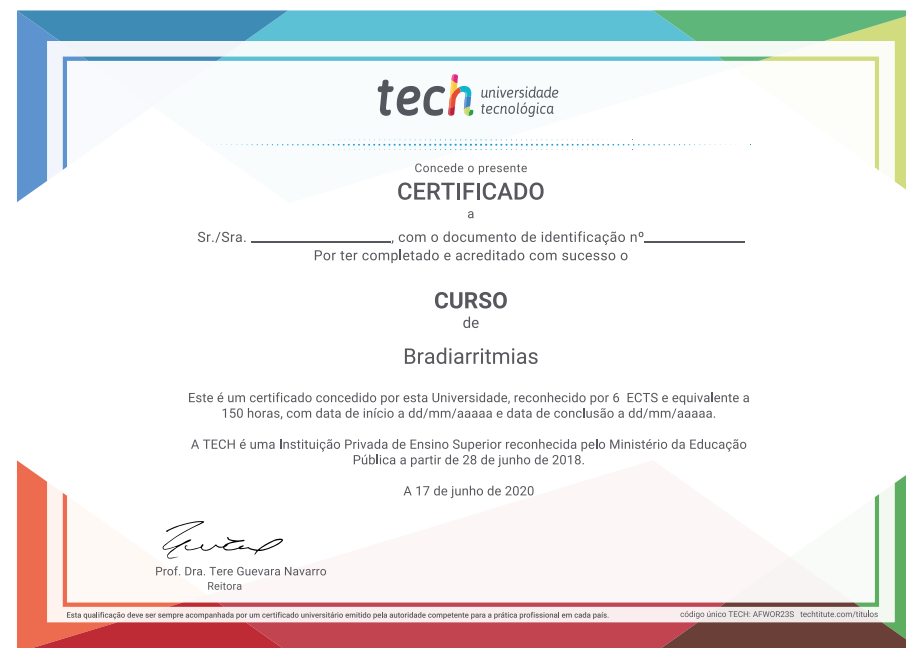 tech universidade
tecnológica
Concede o presente
CERTIFICADO
a
Sr./Sra. ____________________, com o documento de identificação nº______________
Por ter completado e acreditado com sucesso o
CURSO
de
Bradiarritmias
Este é um certificado concedido por esta Universidade, reconhecido por 6 ECTS e equivalente a
150 horas, com data de início a dd/mm/aaaaa e data de conclusão a dd/mm/aaaaa.
A TECH é uma Instituição Privada de Ensino Superior reconhecida pelo Ministério da Educação
Pública a partir de 28 de junho de 2018.
A 17 de junho de 2020
Prof. Dra. Tere Guevara Navarro
Reitora
Esta qualificação deve ser sempre acompanhada por um certificado universitário emitido pela autoridade competente para a prática profissional em cada país.
código único TECH: AFWOR23S techtitute.com/titulos